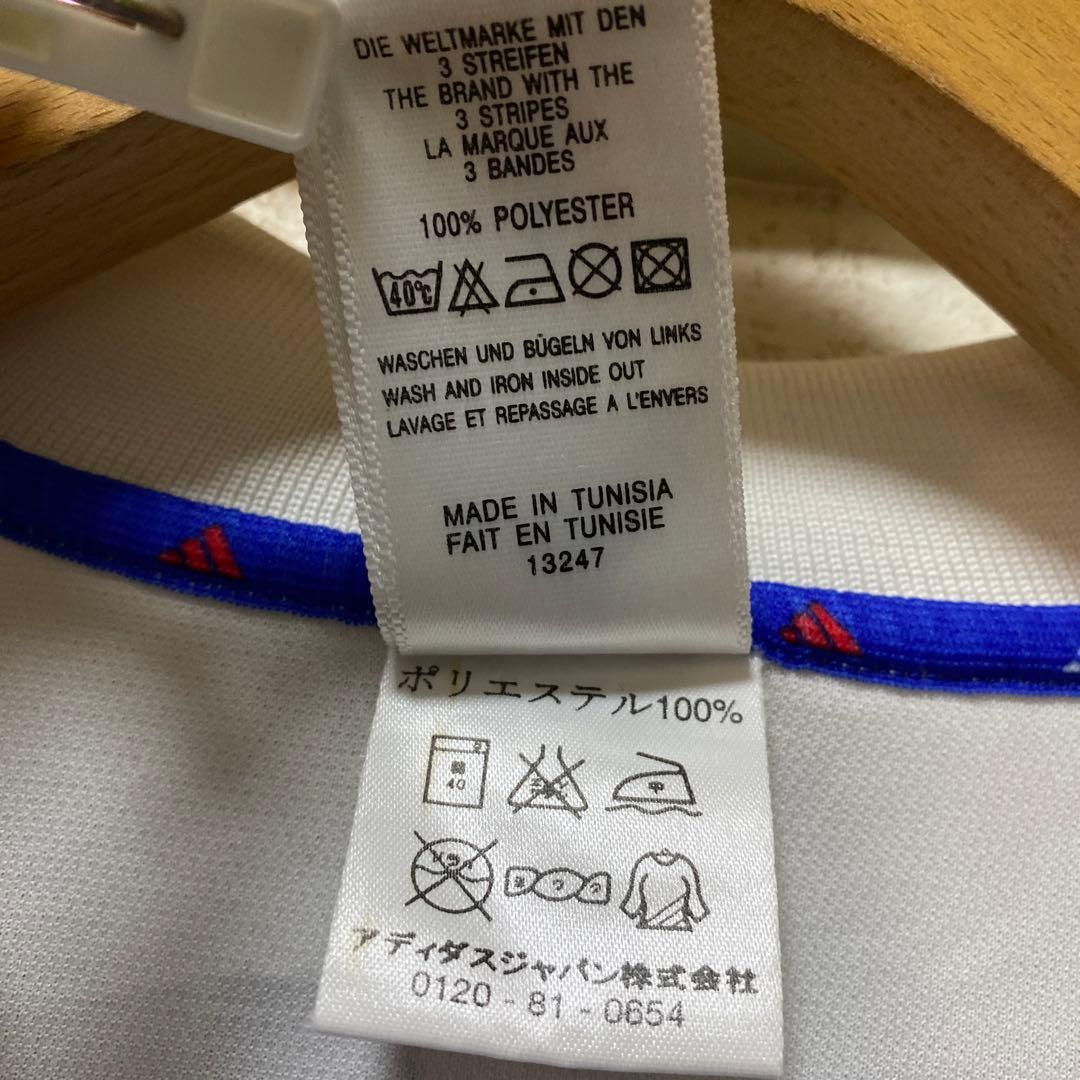 DIE WELTMARKE MIT DEN
3 STREIFEN
THE BRAND WITH THE
3 STRIPES
LA MARQUE AUX
3 BANDES
100% POLYESTER
40℃
WASCHEN UND BÜGELN VON LINKS
WASH AND IRON INSIDE OUT
LAVAGE ET REPASSAGE A L'ENVERS
MADE IN TUNISIA
FAIT EN TUNISIE
13247
ポリエステル100%
40 中
アディダスジャパン株式会社
0120-81-0654